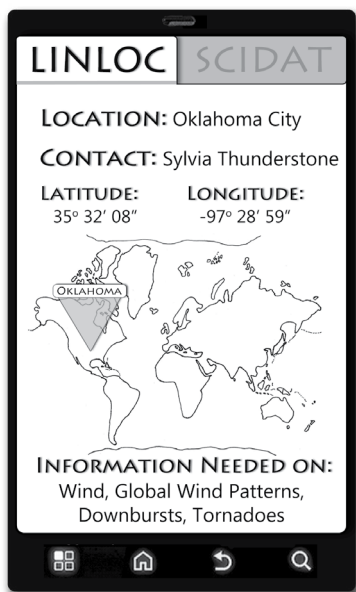 LINLOC SCIDAT
LOCATION: Oklahoma City
CONTACT: Sylvia Thunderstone
LATITUDE: LONGITUDE:
35º 32’ 08” -97º 28’ 59”
OKLAHOMA
INFORMATION NEEDED ON:
Wind, Global Wind Patterns,
Downbursts, Tornadoes